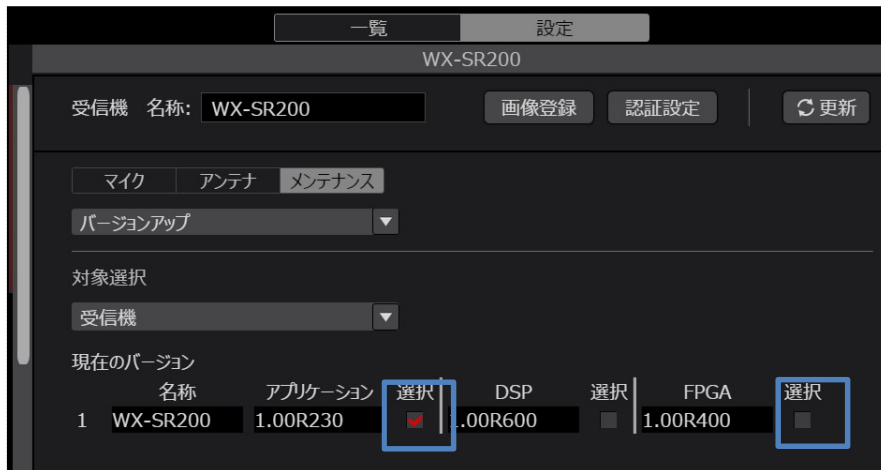 一覧 設定
WX-SR200
受信機 名称: WX-SR200 画像登録 認証設定 更新
マイク アンテナ メンテナンス
バージョンアップ
対象選択
受信機
現在のバージョン
名称 アプリケーション 選択 DSP 選択 FPGA 選択
1 WX-SR200 1.00R230 1.00R600 1.00R400